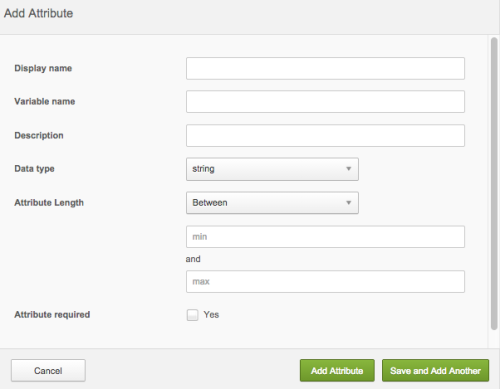 Add Attribute
Display name
Variable name
Description
Data type string
Attribute Length Between
min
and
max
Attribute required Yes
Cancel Add Attribute Save and Add Another